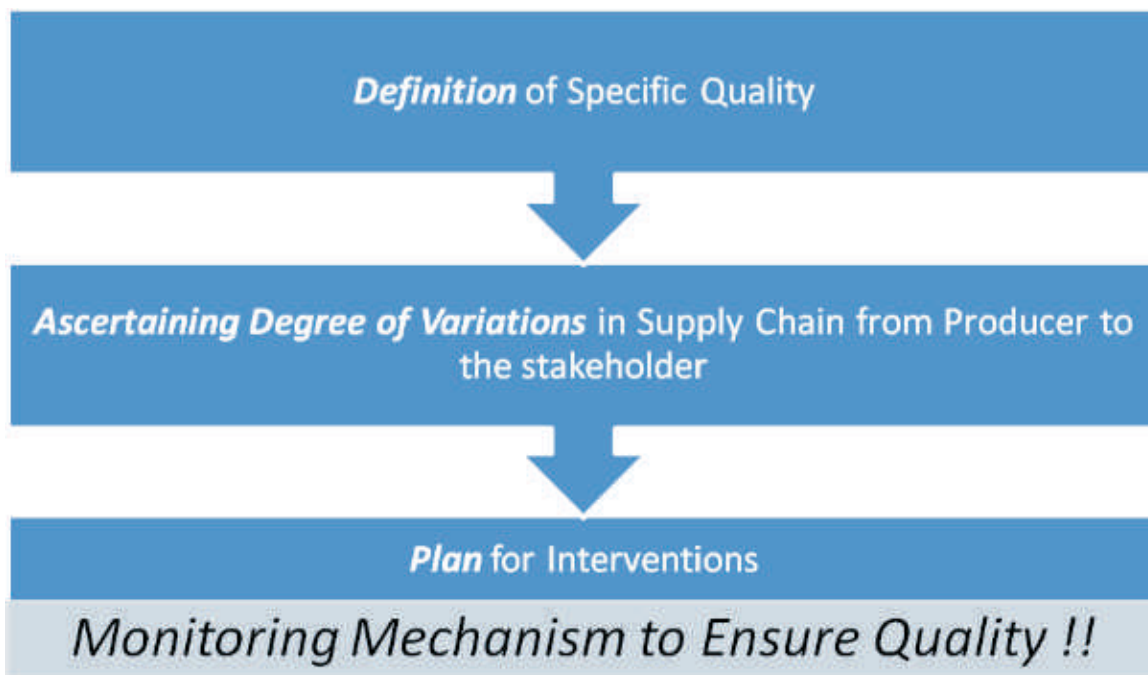 Definition of Specific Quality
Ascertaining Degree of Variations in Supply Chain from Producer to
the stakeholder
Plan for Interventions
Monitoring Mechanism to Ensure Quality !!